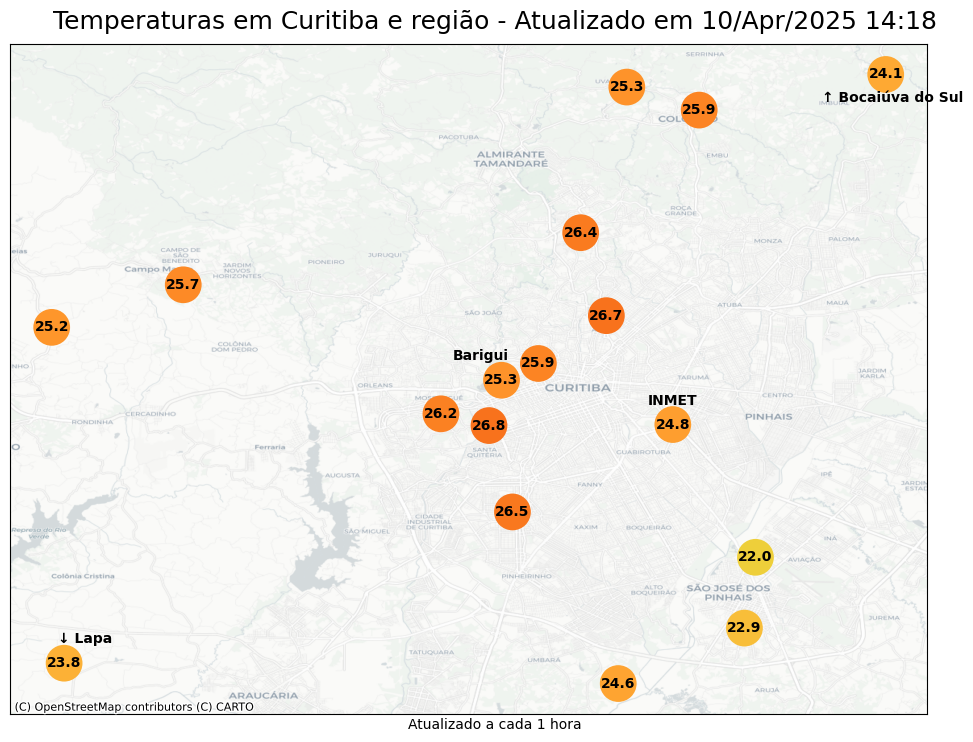 Temperaturas em Curitiba e região - Atualizado em 10/Apr/2025 14:18
SERRINHA
24.1
25.3
↑ Bocaiúva do Sul
25.9
PACOTUBA
ALMIRANTE
TAMANDARÉ
EMBU
ROÇA
GRANDE
26.4
MONZA
PALOMA
CAMPO DE
SÃO
BENEDITO
JURUQUI
PIONEIRO
JARDIM
NOVOS
HORIZONTES
25.7
ATUBA
MAUÁ
SÃO JOÃO
26.7
25.2
COLÔNIA
DOM PEDRO
Barigui
25.9
25.3
ORLEANS
CURITIBA
TARUMÃ
JARDIM
KARLA
CENTRO
INMET
26.2
CERCADINHO
RONDINHA
PINHAIS
26.8
24.8
Ferraria
SANTA
QUITÉRIA
GUABIROTUBA
AUGUSTA
IPÊ
FANNY
26.5
CIDADE
INDUSTRIAL
DE CURITIBA
SÃO MIGUEL
XAXIM
BOQUEIRÃO
Represa do Rio
Verde
INÁ
22.0
AVIAÇÃO
Colônia Cristina
PINHEIRINHO
ALTO
BOQUEIRÃO
SÃO JOSÉ DOS
PINHAIS
JUREMA
22.9
↓ Lapa
TATUQUARA
UMBARÁ
23.8
24.6
ARUJÁ
ARAUCÁRIA
(C) OpenStreetMap contributors (C) CARTO
Atualizado a cada 1 hora